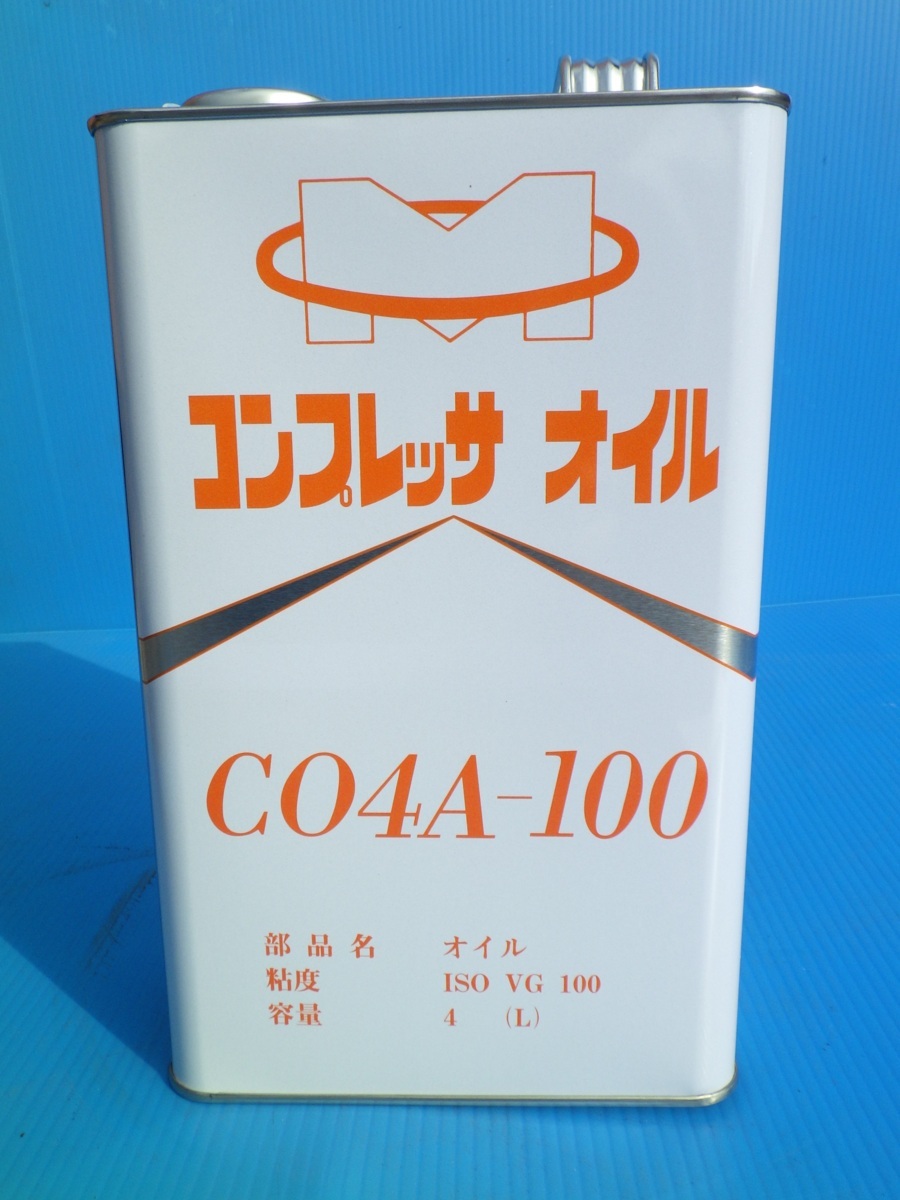 コンプレッサ オイル
CO4A-100
部品名 オイル
粘度 ISO VG 100
容量 4 (L)